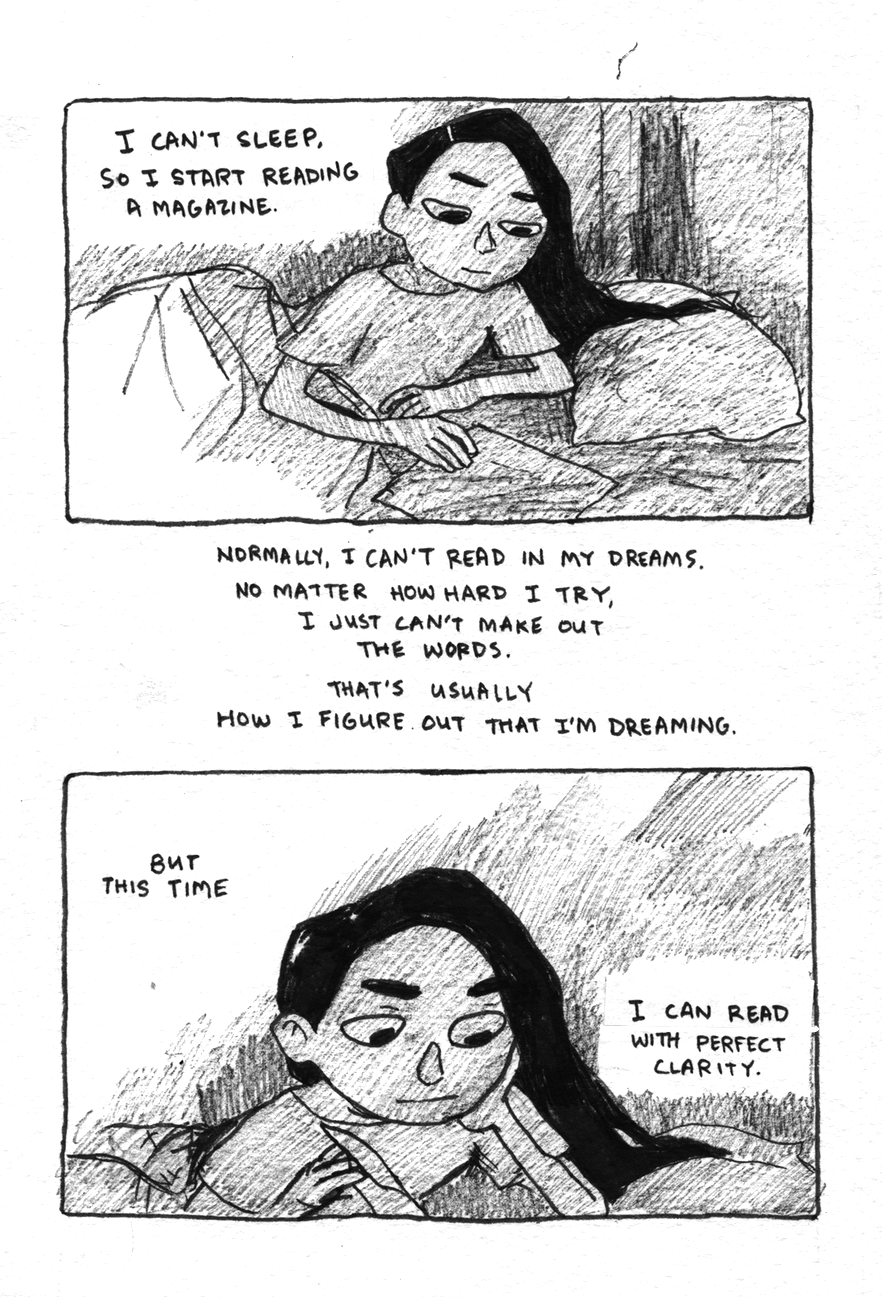 I CAN'T SLEEP,
SO I START READING
A MAGAZINE.
NORMALLY, I CAN'T READ IN MY DREAMS.
NO MATTER HOW HARD I TRY,
I JUST CAN'T MAKE OUT
THE WORDS.
THAT'S USUALLY
HOW I FIGURE OUT THAT I'M DREAMING.
BUT
THIS TIME
I CAN READ
WITH PERFECT
CLARITY.